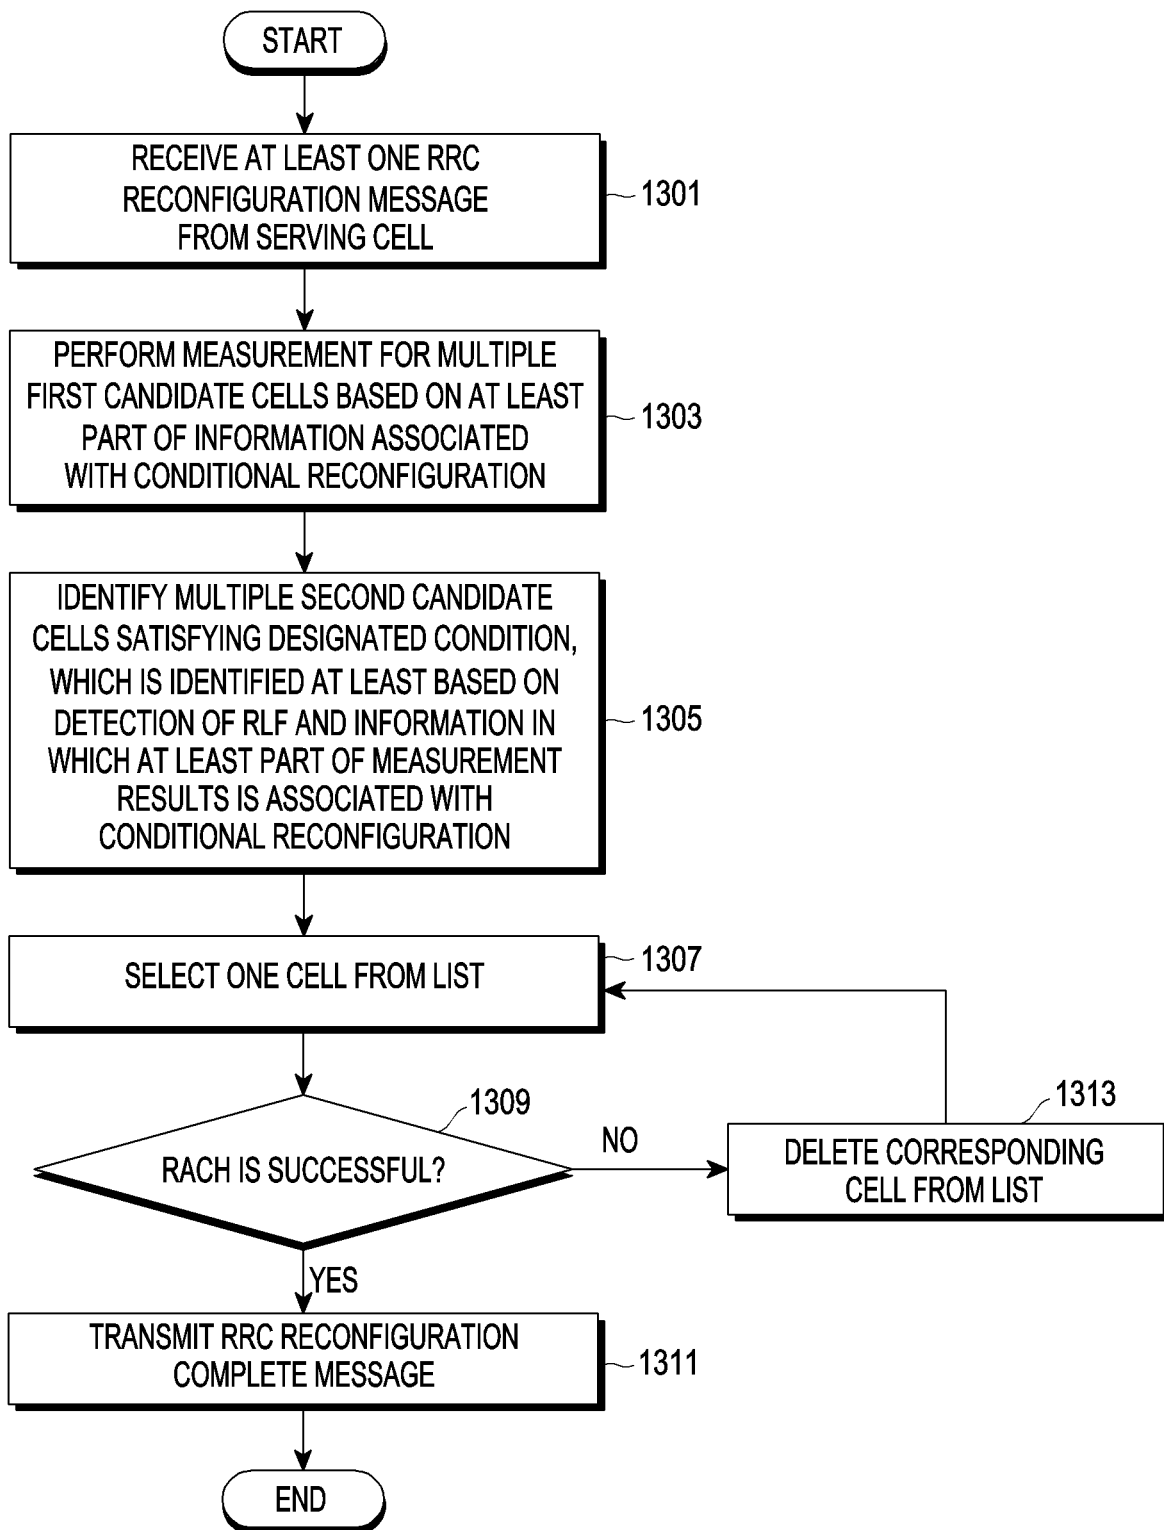 START
RECEIVE AT LEAST ONE RRC
RECONFIGURATION MESSAGE
FROM SERVING CELL
1301
PERFORM MEASUREMENT FOR MULTIPLE
FIRST CANDIDATE CELLS BASED ON AT LEAST
PART OF INFORMATION ASSOCIATED
WITH CONDITIONAL RECONFIGURATION
1303
IDENTIFY MULTIPLE SECOND CANDIDATE
CELLS SATISFYING DESIGNATED CONDITION,
WHICH IS IDENTIFIED AT LEAST BASED ON
DETECTION OF RLF AND INFORMATION IN
WHICH AT LEAST PART OF MEASUREMENT
RESULTS IS ASSOCIATED WITH
CONDITIONAL RECONFIGURATION
1305
SELECT ONE CELL FROM LIST
1307
RACH IS SUCCESSFUL?
1309
NO
DELETE CORRESPONDING
CELL FROM LIST
1313
YES
TRANSMIT RRC RECONFIGURATION
COMPLETE MESSAGE
1311
END